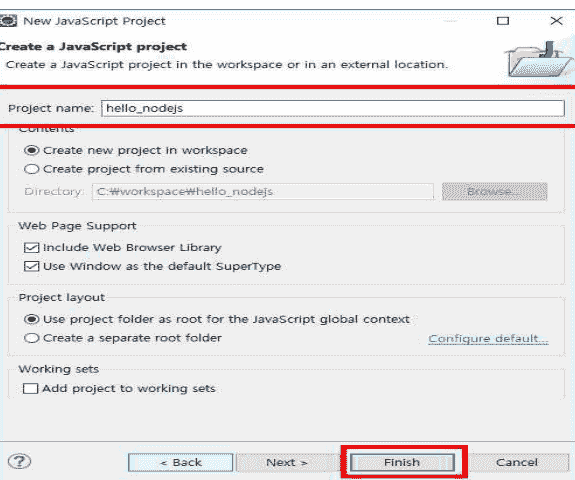 New JavaScript Project
Create a JavaScript project
Create a JavaScript project in the workspace or in an external location.
Project name: hello_nodejs
Contents
Create new project in workspace
Create project from existing source
Directory: C:₩workspace₩hello_nodejs Browse...
Web Page Support
Include Web Browser Library
Use Window as the default SuperType
Project layout
Use project folder as root for the JavaScript global context
Create a separate root folder Configure default...
Working sets
Add project to working sets
? < Back Next > Finish Cancel